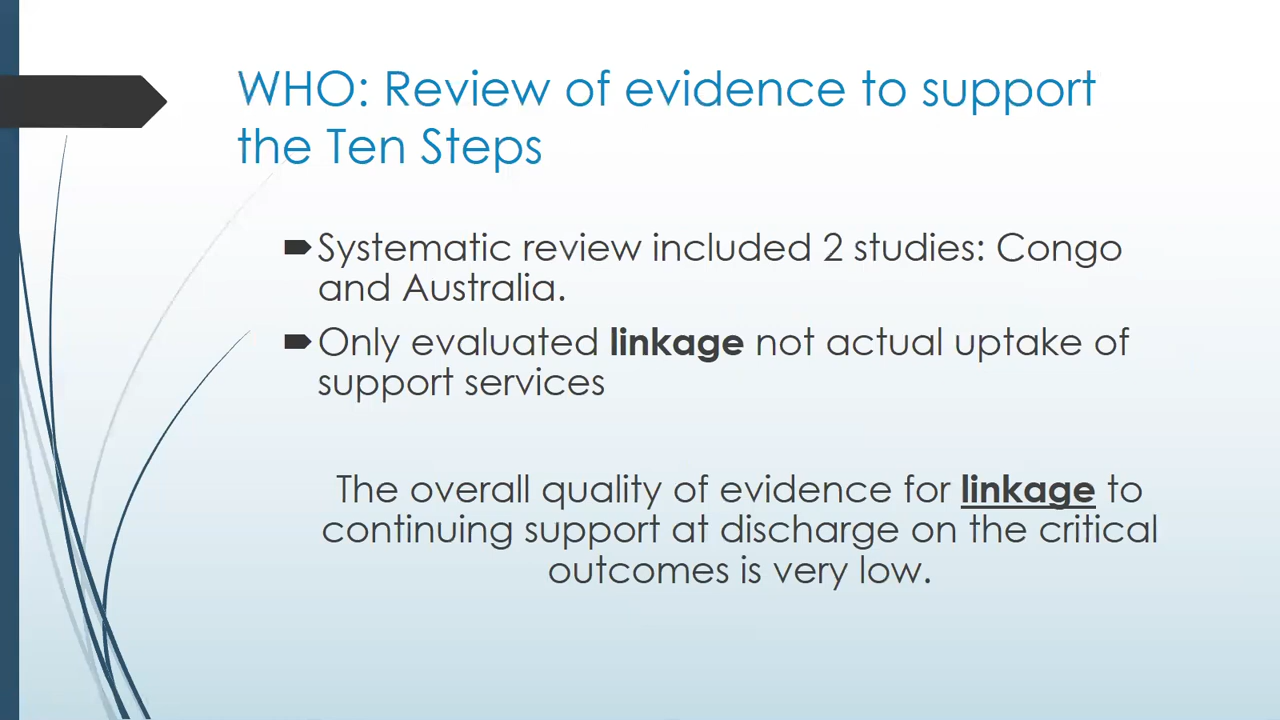 WHO: Review of evidence to support
the Ten Steps
Systematic review included 2 studies: Congo
and Australia.
Only evaluated linkage not actual uptake of
support services
The overall quality of evidence for linkage to
continuing support at discharge on the critical
outcomes is very low.